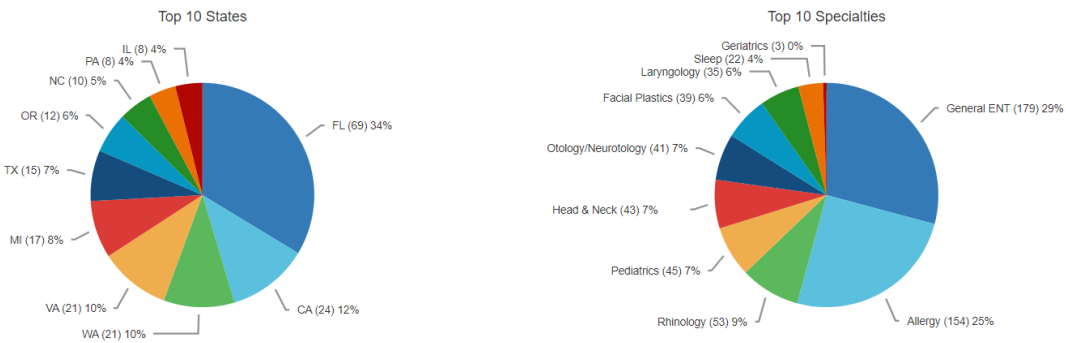 Top 10 States
IL (8) 4%
PA (8) 4%
NC (10) 5%
OR (12) 6%
TX (15) 7%
MI (17) 8%
VA (21) 10%
WA (21) 10%
CA (24) 12%
FL (69) 34%
Top 10 Specialties
Geriatrics (3) 0%
Sleep (22) 4%
Laryngology (35) 6%
Facial Plastics (39) 6%
Otology/Neurotology (41) 7%
Head & Neck (43) 7%
Pediatrics (45) 7%
Rhinology (53) 9%
Allergy (154) 25%
General ENT (179) 29%